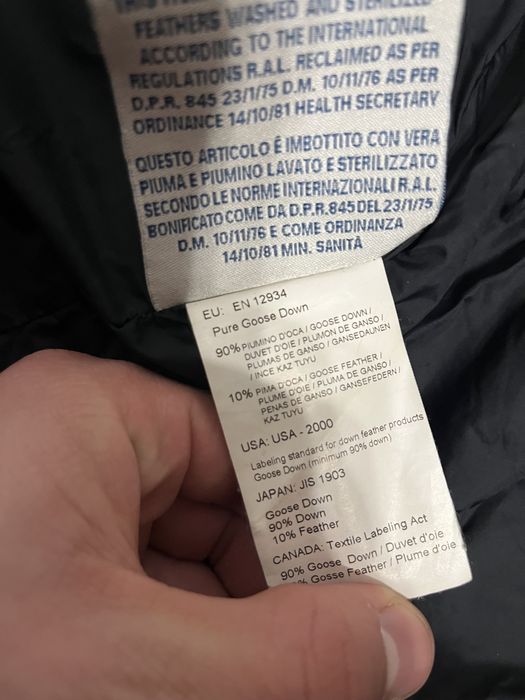 FEATHERS WASHED AND STERILIZED
ACCORDING TO THE INTERNATIONAL
REGULATIONS R.A.L. RECLAIMED AS PER
D.P.R. 845 23/1/75 D.M. 10/11/76 AS PER
ORDINANCE 14/10/81 HEALTH SECRETARY
QUESTO ARTICOLO É IMBOTTITO CON VERA
PIUMA E PIUMINO LAVATO E STERILIZZATO
SECONDO LE NORME INTERNAZIONALI R.A.L.
BONIFICATO COME DA D.P.R.845 DEL 23/1/75
D.M. 10/11/76 E COME ORDINANZA
14/10/81 MIN. SANITÀ
EU: EN 12934
Pure Goose Down
90% PIUMINO D'OCA / GOOSE DOWN /
DUVET D'OIE / PLUMON DE GANSO /
PLUMAS DE GANSO / GANSEDAUNEN
/ INCE KAZ TUYU
10% PIMA D'OCA / GOOSE FEATHER /
PLUME D'OIE / PLUMA DE GANSO /
PENAS DE GANSO / GANSEFEDERN /
KAZ TUYU
USA: USA - 2000
Labeling standard for down feather products
Goose Down (minimum 90% down)
JAPAN: JIS 1903
Goose Down
90% Down
10% Feather
CANADA: Textile Labeling Act
90% Goose Down / Duvet d'oie
% Gosse Feather / Plume d'oie